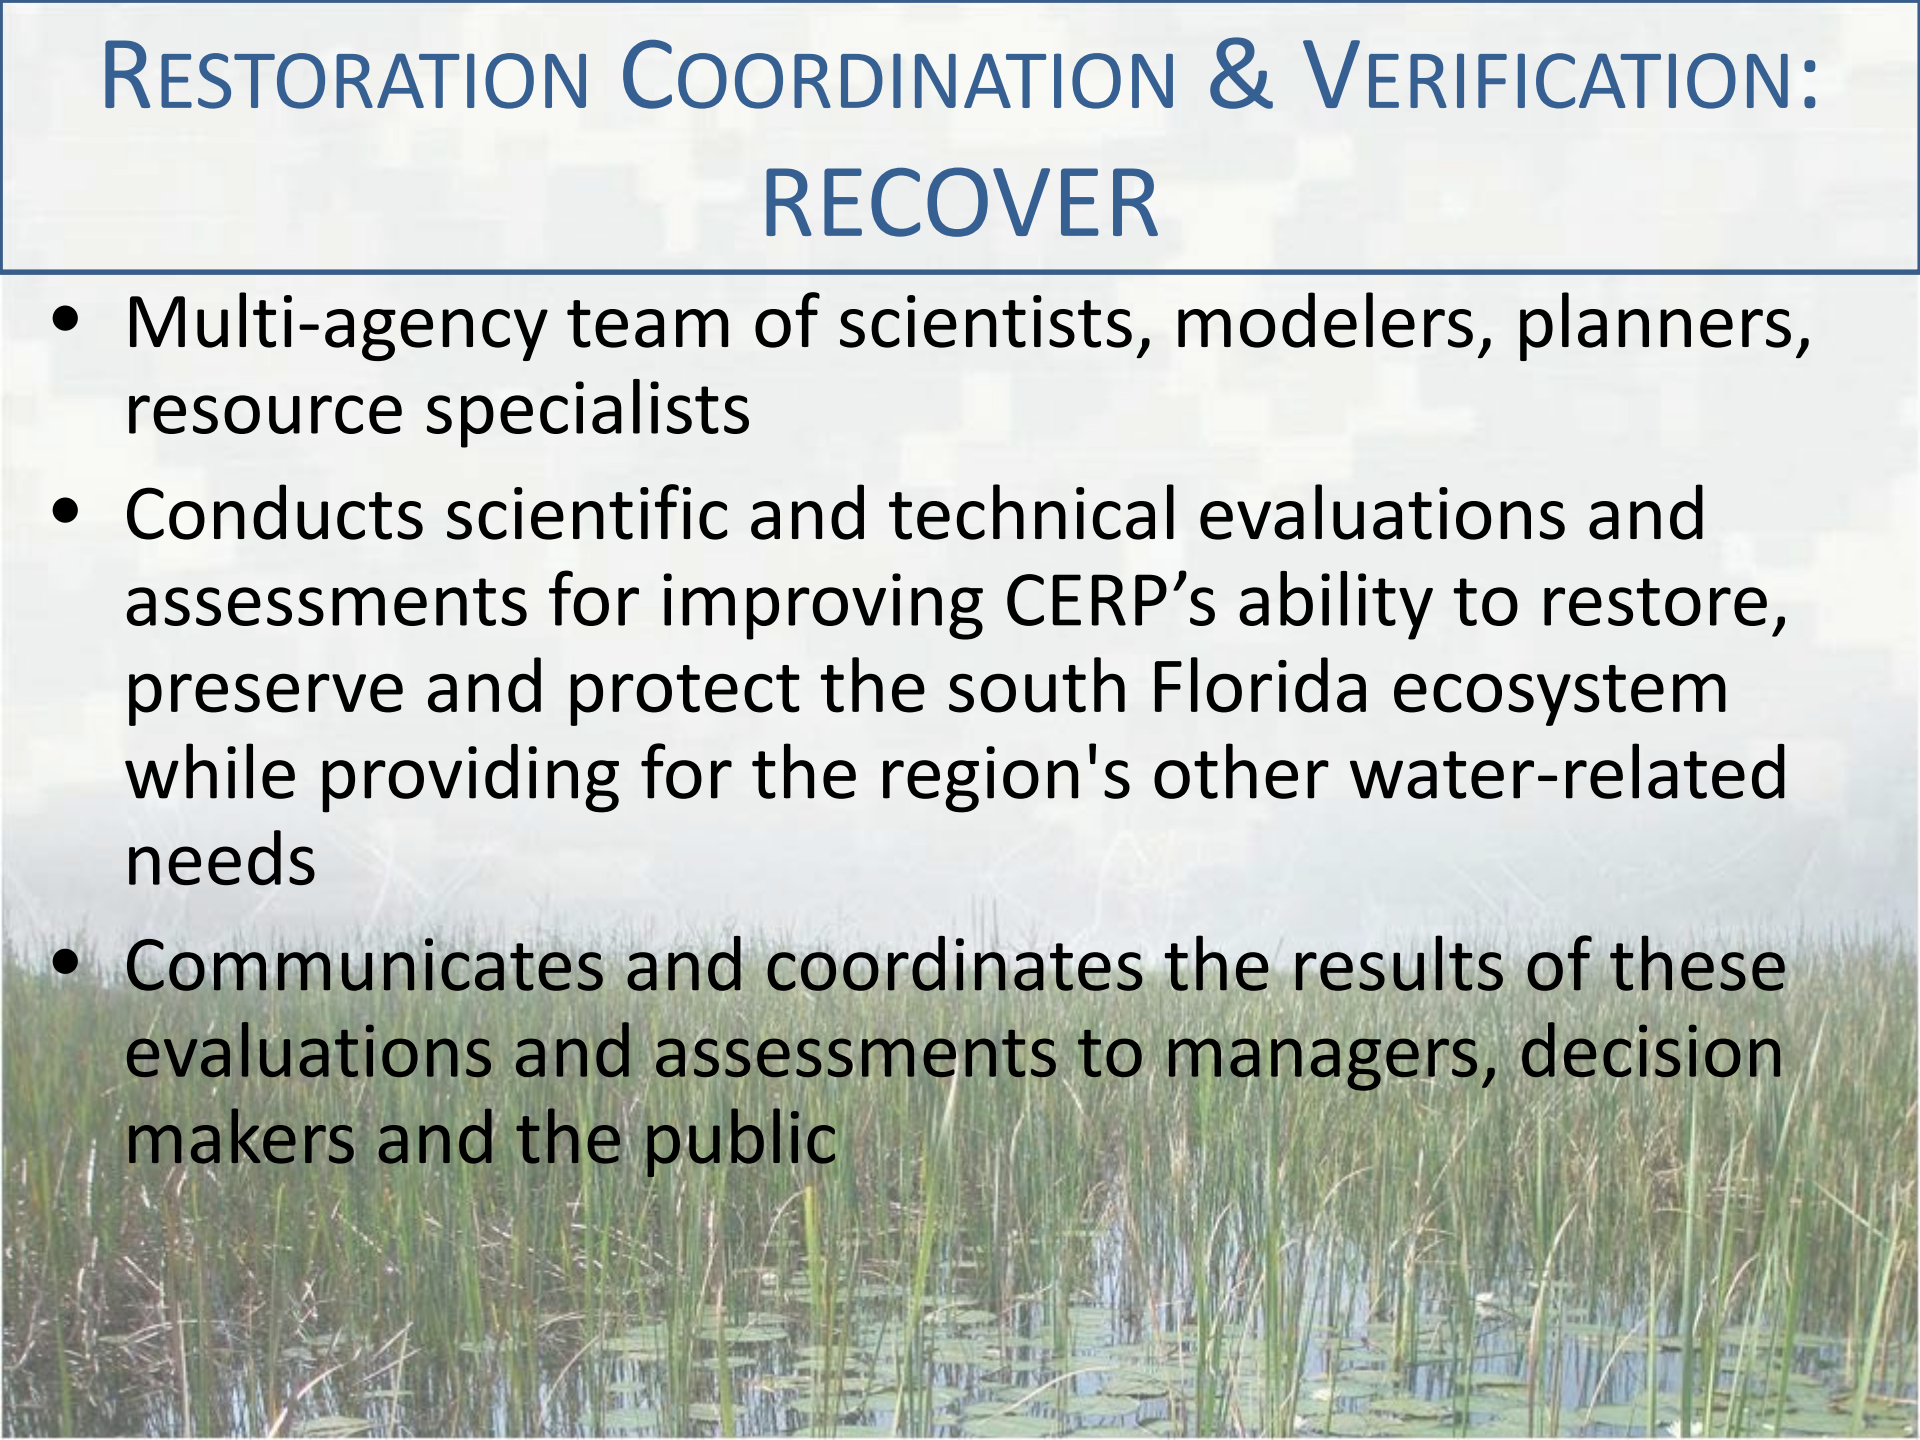 RESTORATION COORDINATION & VERIFICATION:
RECOVER
• Multi-agency team of scientists, modelers, planners,
resource specialists
• Conducts scientific and technical evaluations and
assessments for improving CERP’s ability to restore,
preserve and protect the south Florida ecosystem
while providing for the region's other water-related
needs
• Communicates and coordinates the results of these
evaluations and assessments to managers, decision
makers and the public